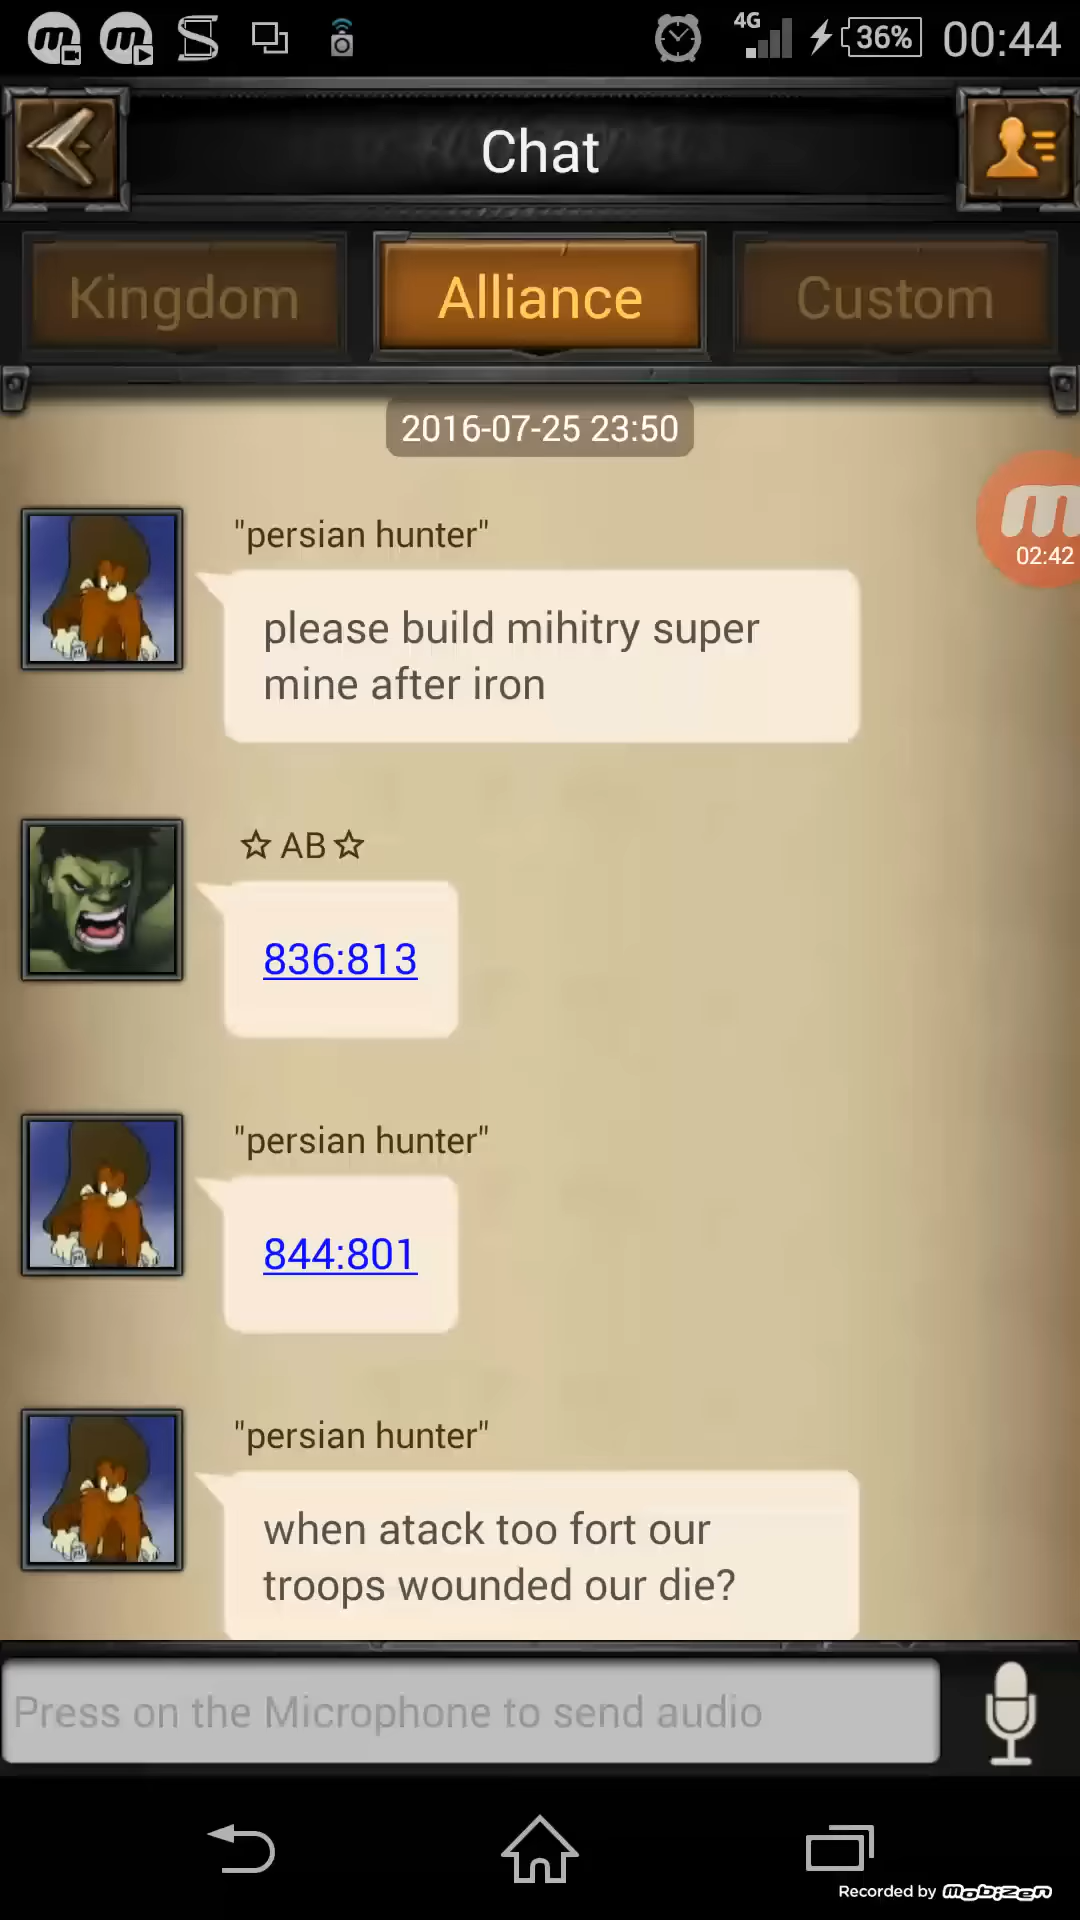 4G 36% 00:44
Chat
Kingdom Alliance Custom
2016-07-25 23:50
02:42
"persian hunter"
please build mihitry super
mine after iron
☆ AB ☆
836:813
"persian hunter"
844:801
"persian hunter"
when atack too fort our
troops wounded our die?
Press on the Microphone to send audio
Recorded by mobizen